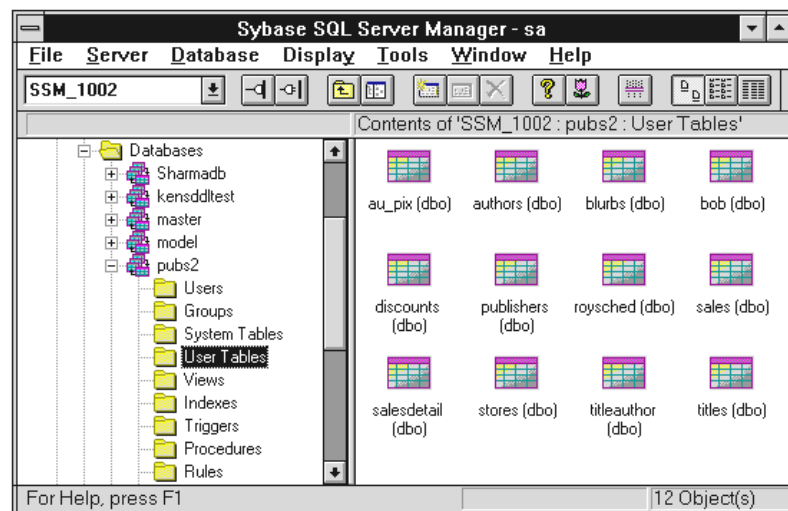 Sybase SQL Server Manager - sa
File Server Database Display Tools Window Help
SSM_1002
Contents of 'SSM_1002 : pubs2 : User Tables'
Databases
Sharmadb
kensddltest
master
model
pubs2
Users
Groups
System Tables
User Tables
Views
Indexes
Triggers
Procedures
Rules
au_pix (dbo) authors (dbo) blurbs (dbo) bob (dbo)
discounts (dbo) publishers (dbo) roysched (dbo) sales (dbo)
salesdetail (dbo) stores (dbo) titleauthor (dbo) titles (dbo)
For Help, press F1
12 Object(s)